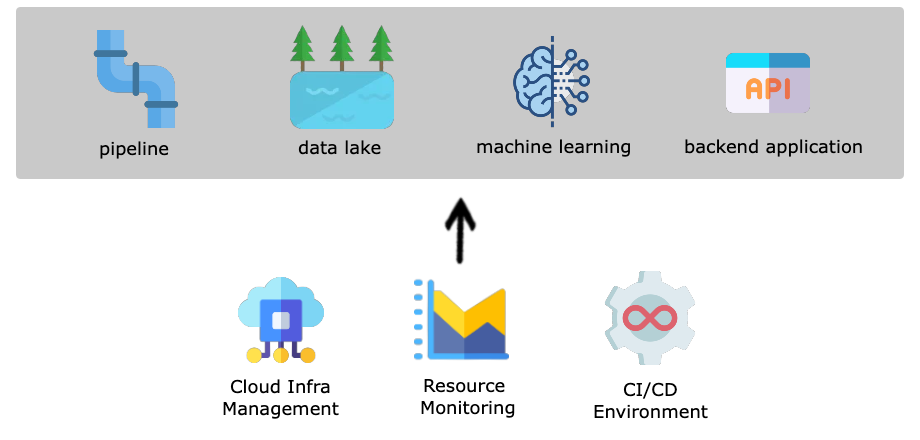 API
pipeline
data lake
machine learning
backend application
Cloud Infra
Management
Resource
Monitoring
CI/CD
Environment